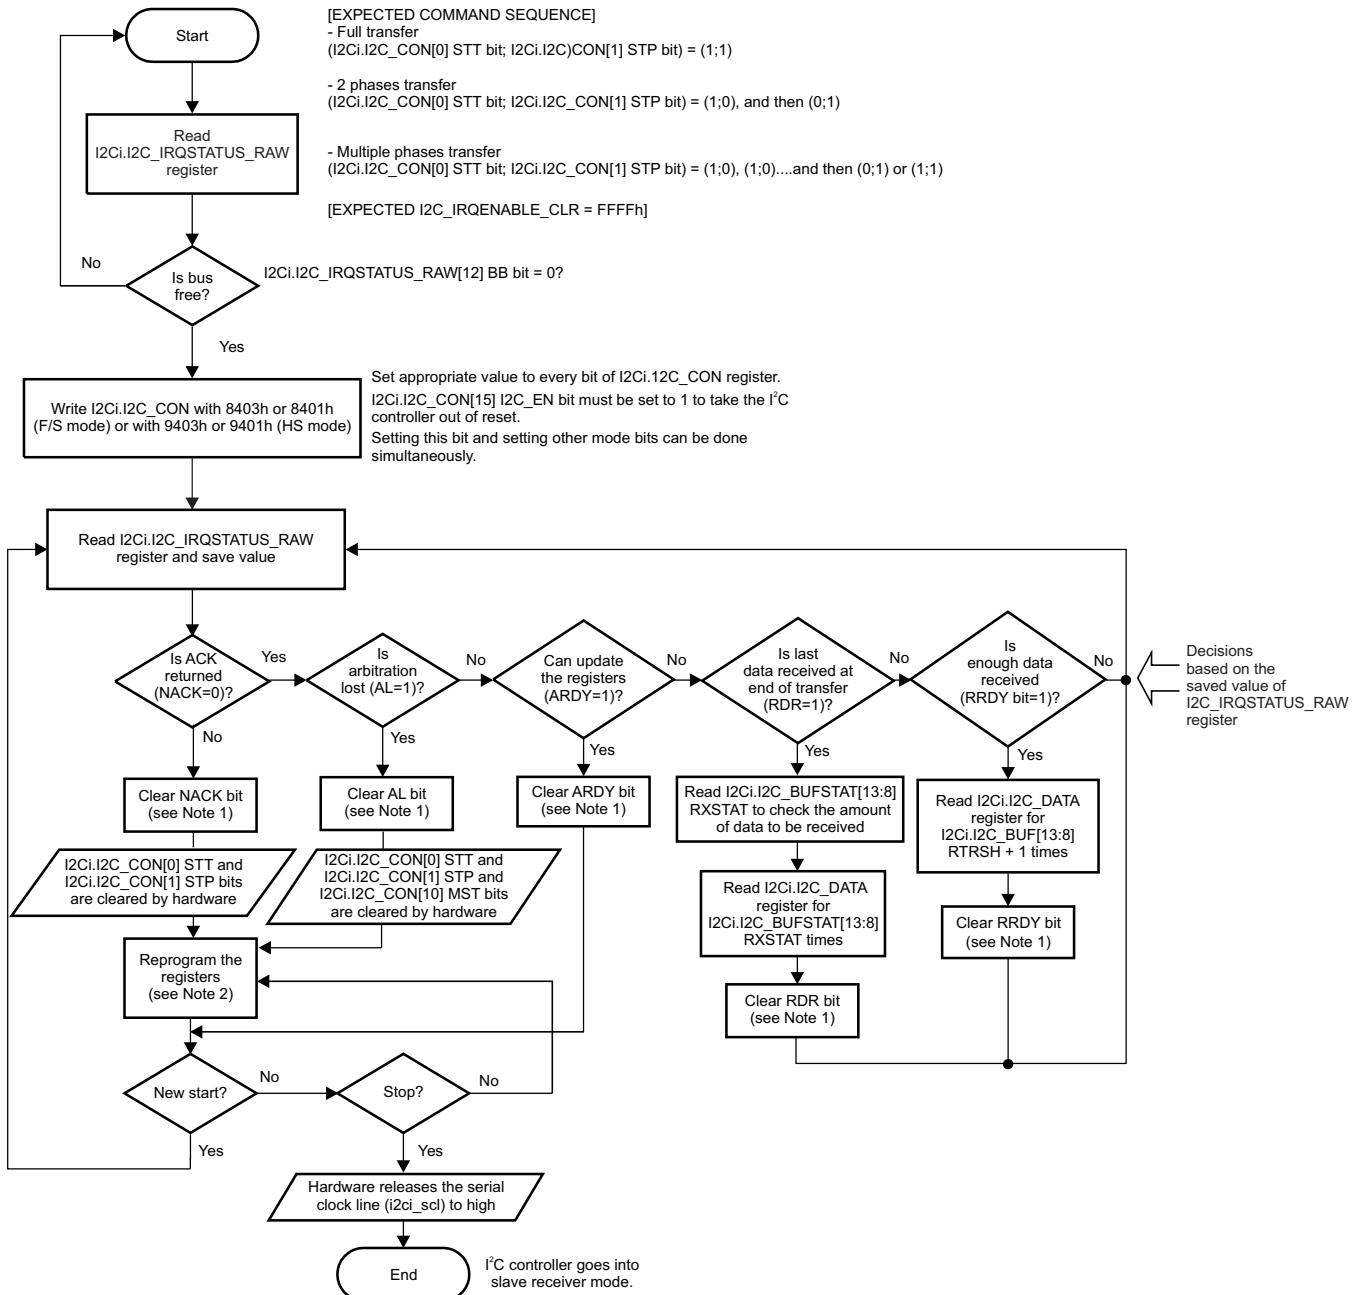 Start
[EXPECTED COMMAND SEQUENCE]
- Full transfer
(I2Ci.I2C_CON[0] STT bit; I2Ci.I2C)CON[1] STP bit) = (1;1)
- 2 phases transfer
(I2Ci.I2C_CON[0] STT bit; I2Ci.I2C_CON[1] STP bit) = (1;0), and then (0;1)
Read
I2Ci.I2C_IRQSTATUS_RAW
register
- Multiple phases transfer
(I2Ci.I2C_CON[0] STT bit; I2Ci.I2C_CON[1] STP bit) = (1;0), (1;0)....and then (0;1) or (1;1)
[EXPECTED I2C_IRQENABLE_CLR = FFFFh]
No
Is bus
free?
I2Ci.I2C_IRQSTATUS_RAW[12] BB bit = 0?
Yes
Write I2Ci.I2C_CON with 8403h or 8401h
(F/S mode) or with 9403h or 9401h (HS mode)
Set appropriate value to every bit of I2Ci.12C_CON register.
I2Ci.I2C_CON[15] I2C_EN bit must be set to 1 to take the I²C
controller out of reset.
Setting this bit and setting other mode bits can be done
simultaneously.
Read I2Ci.I2C_IRQSTATUS_RAW
register and save value
Is ACK
returned
(NACK=0)?
Yes
Is
arbitration
lost (AL=1)?
No
Can update
the registers
(ARDY=1)?
No
Is last
data received at
end of transfer
(RDR=1)?
No
Is
enough data
received
(RRDY bit=1)?
No
Decisions
based on the
saved value of
I2C_IRQSTATUS_RAW
register
No
Yes
Yes
Yes
Yes
Clear NACK bit
(see Note 1)
Clear AL bit
(see Note 1)
Clear ARDY bit
(see Note 1)
Read I2Ci.I2C_BUFSTAT[13:8]
RXSTAT to check the amount
of data to be received
Read I2Ci.I2C_DATA
register for
I2Ci.I2C_BUF[13:8]
RTRSH + 1 times
I2Ci.I2C_CON[0] STT and
I2Ci.I2C_CON[1] STP bits
are cleared by hardware
I2Ci.I2C_CON[0] STT and
I2Ci.I2C_CON[1] STP and
I2Ci.I2C_CON[10] MST bits
are cleared by hardware
Read I2Ci.I2C_DATA
register for
I2Ci.I2C_BUFSTAT[13:8]
RXSTAT times
Clear RRDY bit
(see Note 1)
Reprogram the
registers
(see Note 2)
Clear RDR bit
(see Note 1)
New start?
No
Stop?
No
Yes
Yes
Hardware releases the serial
clock line (i2ci_scl) to high
End
I²C controller goes into
slave receiver mode.